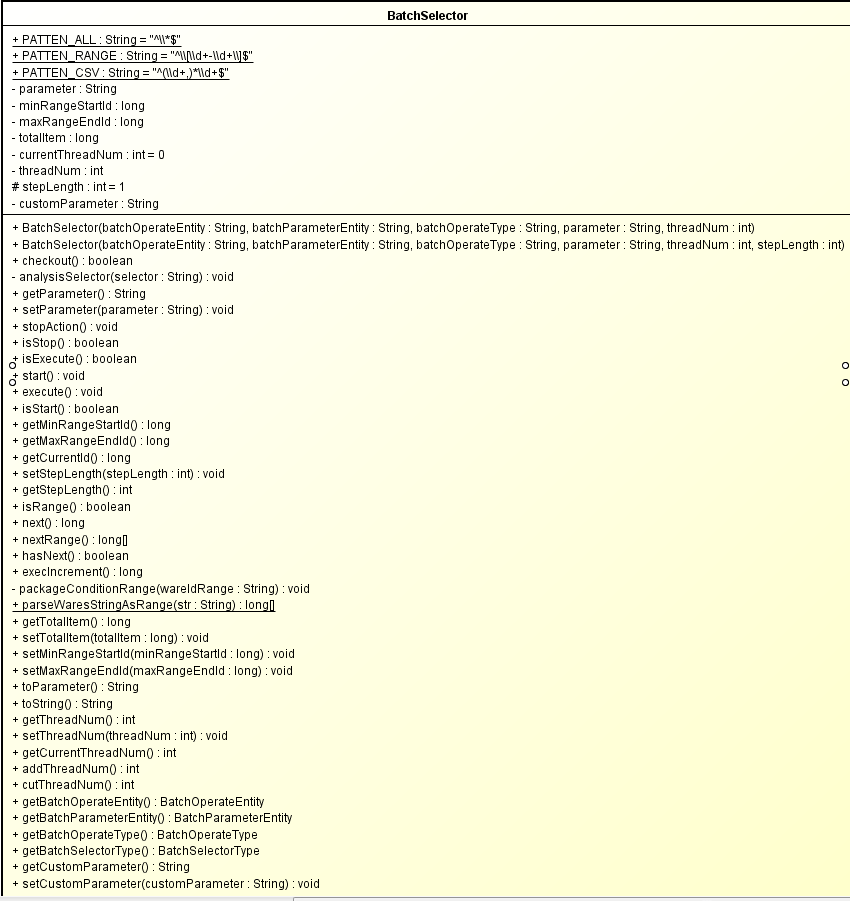 BatchSelector
+ PATTEN_ALL : String = "^\\*$"
+ PATTEN_RANGE : String = "^\\[\\d+-\\d+\\]$"
+ PATTEN_CSV : String = "^(\\d+,)*\\d+$"
- parameter : String
- minRangeStartId : long
- maxRangeEndId : long
- totalItem : long
- currentThreadNum : int = 0
- threadNum : int
# stepLength : int = 1
- customParameter : String
+ BatchSelector(batchOperateEntity : String, batchParameterEntity : String, batchOperateType : String, parameter : String, threadNum : int)
+ BatchSelector(batchOperateEntity : String, batchParameterEntity : String, batchOperateType : String, parameter : String, threadNum : int, stepLength : int)
+ checkout() : boolean
- analysisSelector(selector : String) : void
+ getParameter() : String
+ setParameter(parameter : String) : void
+ stopAction() : void
+ isStop() : boolean
+ isExecute() : boolean
+ start() : void
+ execute() : void
+ isStart() : boolean
+ getMinRangeStartId() : long
+ getMaxRangeEndId() : long
+ getCurrentId() : long
+ setStepLength(stepLength : int) : void
+ getStepLength() : int
+ isRange() : boolean
+ next() : long
+ nextRange() : long[]
+ hasNext() : boolean
+ execIncrement() : long
- packageConditionRange(wareIdRange : String) : void
+ parseWaresStringAsRange(str : String) : long[]
+ getTotalItem() : long
+ setTotalItem(totalItem : long) : void
+ setMinRangeStartId(minRangeStartId : long) : void
+ setMaxRangeEndId(maxRangeEndId : long) : void
+ toParameter() : String
+ toString() : String
+ getThreadNum() : int
+ setThreadNum(threadNum : int) : void
+ getCurrentThreadNum() : int
+ addThreadNum() : int
+ cutThreadNum() : int
+ getBatchOperateEntity() : BatchOperateEntity
+ getBatchParameterEntity() : BatchParameterEntity
+ getBatchOperateType() : BatchOperateType
+ getBatchSelectorType() : BatchSelectorType
+ getCustomParameter() : String
+ setCustomParameter(customParameter : String) : void